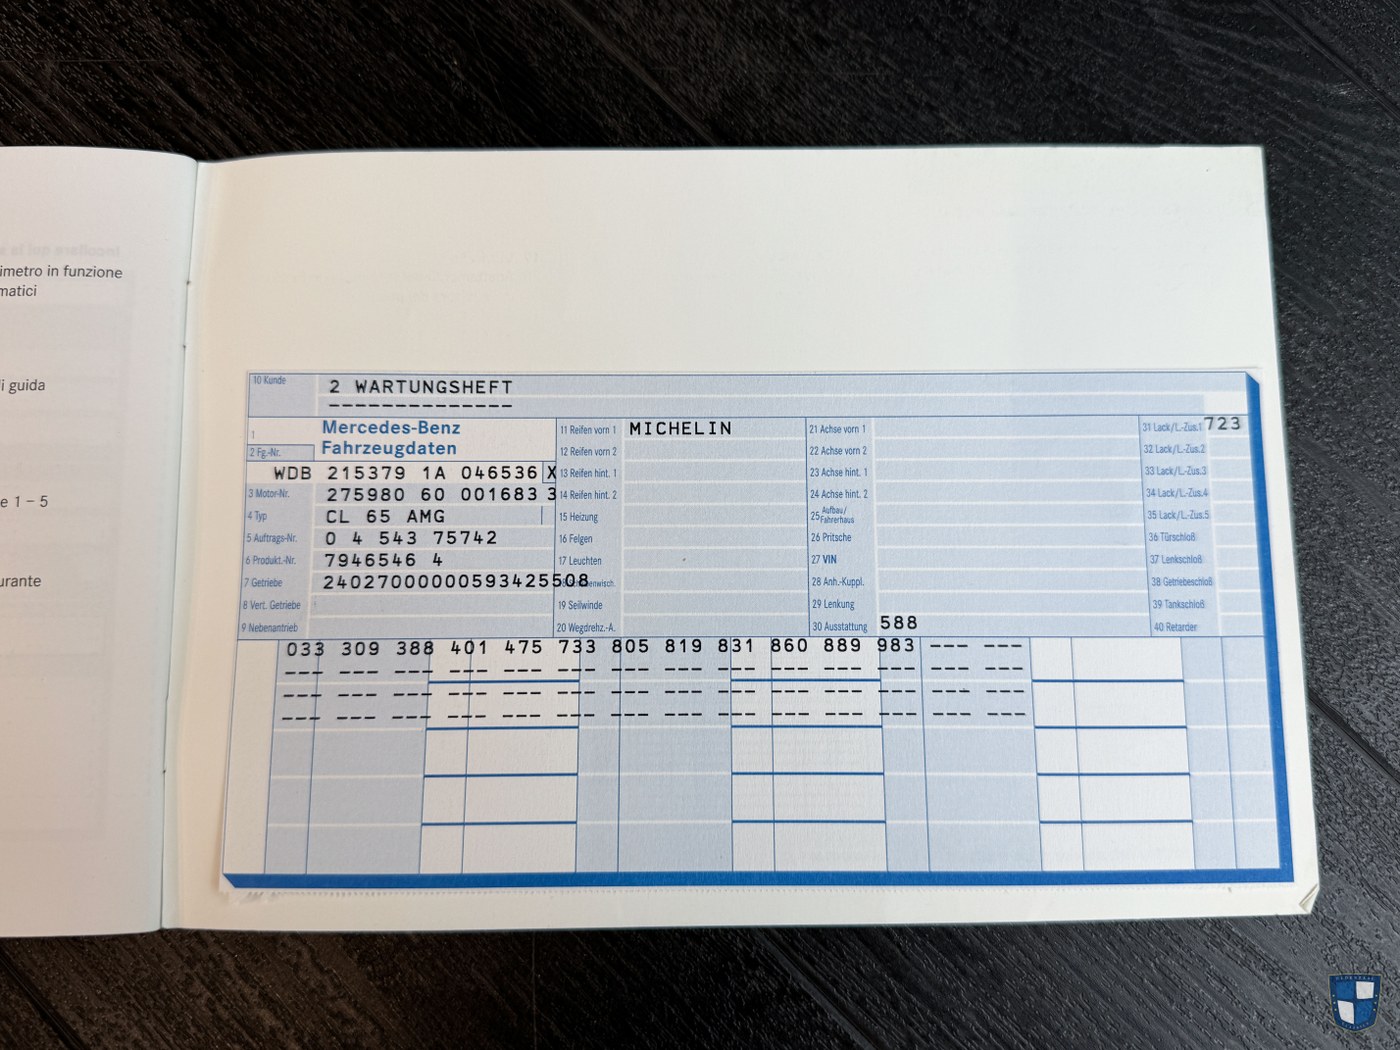 imetro in funzione
matici
i guida
e 1 – 5
urante
10 Kunde
2 WARTUNGSHEFT
--------------
1
Mercedes-Benz
Fahrzeugdaten
2 Fg.-Nr.
WDB 215379 1A 046536 X
3 Motor-Nr. 275980 60 001683 3
4 Typ CL 65 AMG
5 Auftrags-Nr. 0 4 543 75742
6 Produkt.-Nr. 7946546 4
7 Getriebe 24027000000593425508
8 Vert. Getriebe
9 Nebenantrieb
11 Reifen vorn 1 MICHELIN
12 Reifen vorn 2
13 Reifen hint. 1
14 Reifen hint. 2
15 Heizung
16 Felgen
17 Leuchten
19 Seilwinde
20 Wegdrehz.-A.
21 Achse vorn 1
22 Achse vorn 2
23 Achse hint. 1
24 Achse hint. 2
25 Aufbau/
Fahrerhaus
26 Pritsche
27 VIN
28 Anh.-Kuppl.
29 Lenkung
30 Ausstattung 588
31 Lack/L.-Zus.1 723
32 Lack/L.-Zus.2
33 Lack/L.-Zus.3
34 Lack/L.-Zus.4
35 Lack/L.-Zus.5
36 Türschloß
37 Lenkschloß
38 Getriebeschloß
39 Tankschloß
40 Retarder
033 309 388 401 475 733 805 819 831 860 889 983 --- ---
--- --- --- --- --- --- --- --- --- --- --- --- --- ---
--- --- --- --- --- --- --- --- --- --- --- --- --- ---
--- --- --- --- --- --- --- --- --- --- --- --- --- ---